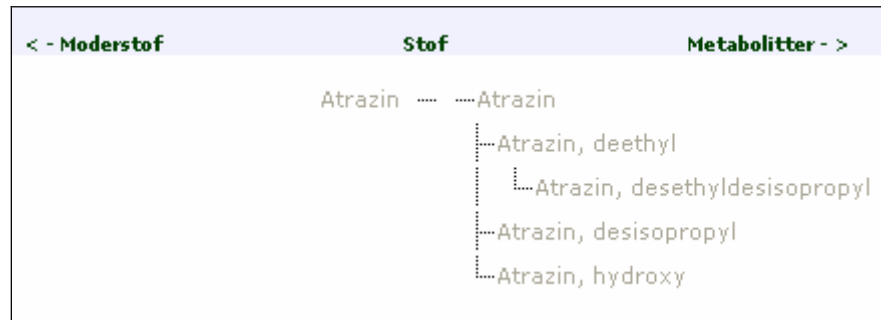 < - Moderstof Stof Metabolitter - >
Atrazin Atrazin
Atrazin, deethyl
Atrazin, desethyldesisopropyl
Atrazin, desisopropyl
Atrazin, hydroxy